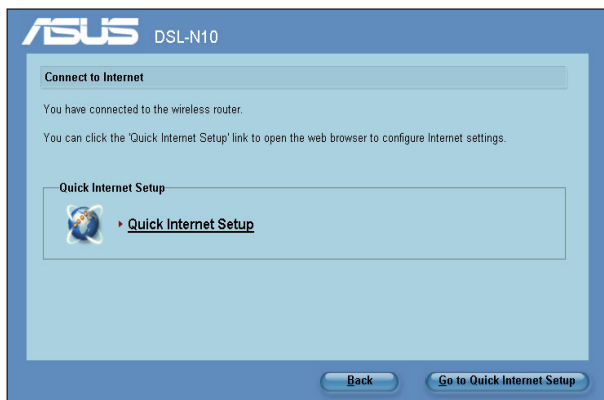 ASUS DSL-N10
Connect to Internet
You have connected to the wireless router.
You can click the 'Quick Internet Setup' link to open the web browser to configure Internet settings.
Quick Internet Setup
Quick Internet Setup
Back
Go to Quick Internet Setup